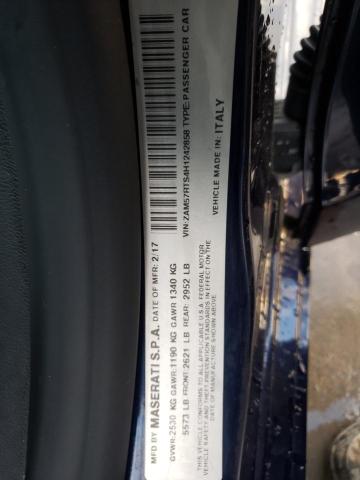 MFD BY MASERATI S.P.A. DATE OF MFR: 2/17
GVWR:2530 KG GAWR:1190 KG GAWR 1340 KG
5573 LB FRONT:2621 LB REAR: 2952 LB
THIS VEHICLE CONFORMS TO ALL APPLICABLE U.S.A. FEDERAL MOTOR
VEHICLE SAFETY AND THEFT PREVENTION STANDARDS IN EFFECT ON THE
DATE OF MANUFACTURE SHOWN ABOVE
VIN:ZAM57RTS4H1242858 TYPE:PASSENGER CAR
VEHICLE MADE IN: ITALY